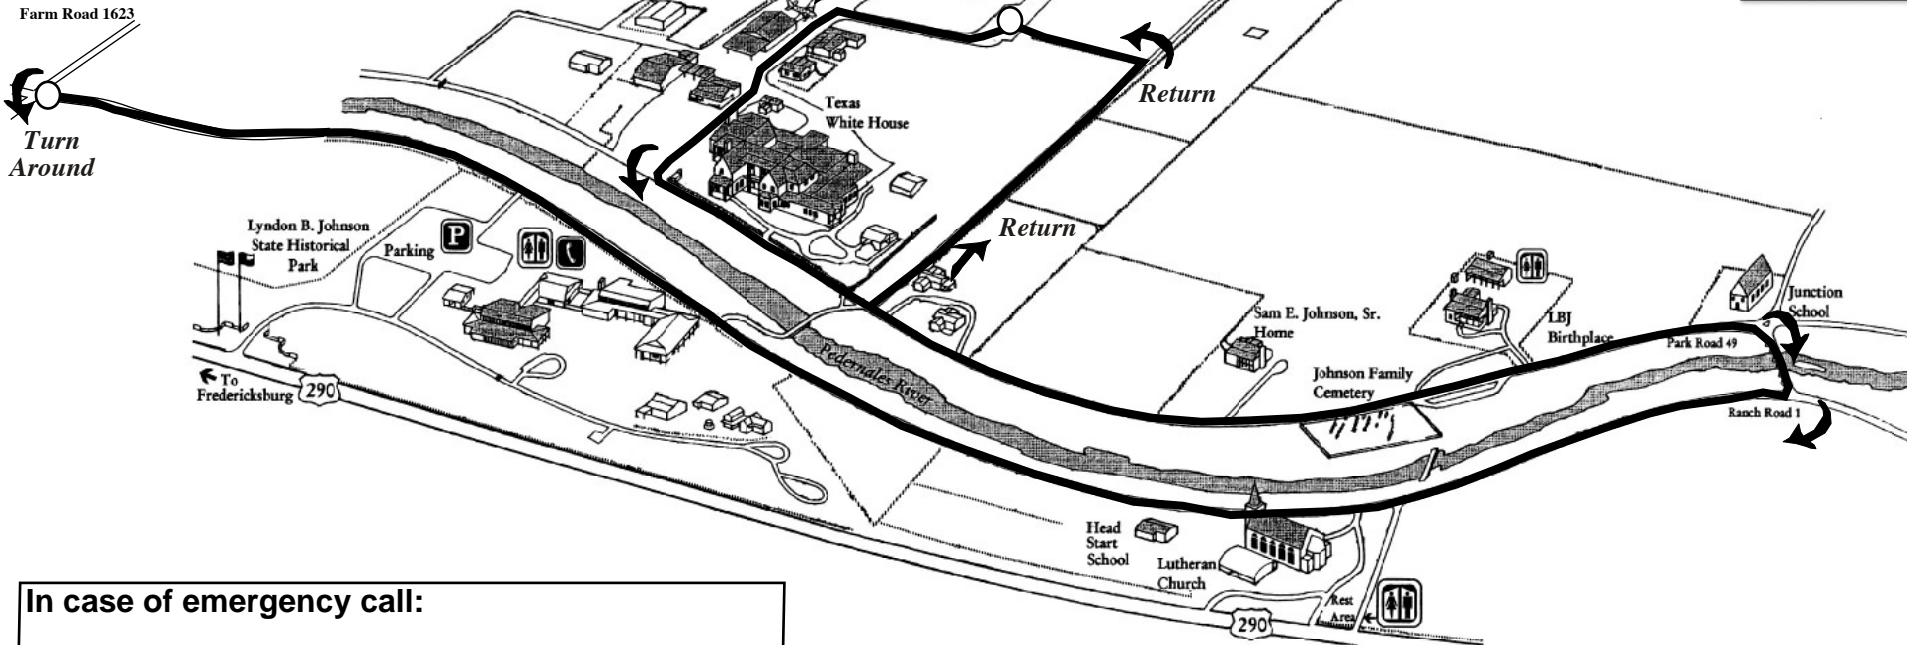 Farm Road 1623
Turn
Around
Return
Texas
White House
Return
Lyndon B. Johnson
State Historical
Park
Parking
P
To
Fredericksburg
290
Pedernales River
Sam E. Johnson, Sr.
Home
LBJ
Birthplace
Junction
School
Park Road 49
Johnson Family
Cemetery
Ranch Road 1
Head
Start
School
Lutheran
Church
Rest
Area
290
In case of emergency call: